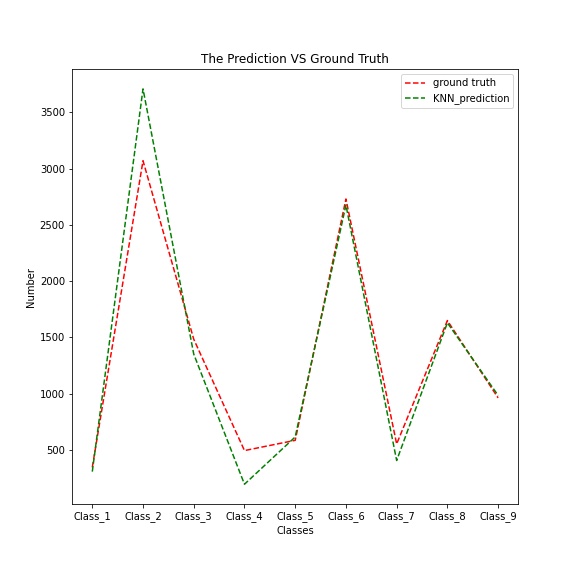 The Prediction VS Ground Truth
ground truth
KNN_prediction
Number
3500
3000
2500
2000
1500
1000
500
Class_1 Class_2 Class_3 Class_4 Class_5 Class_6 Class_7 Class_8 Class_9
Classes